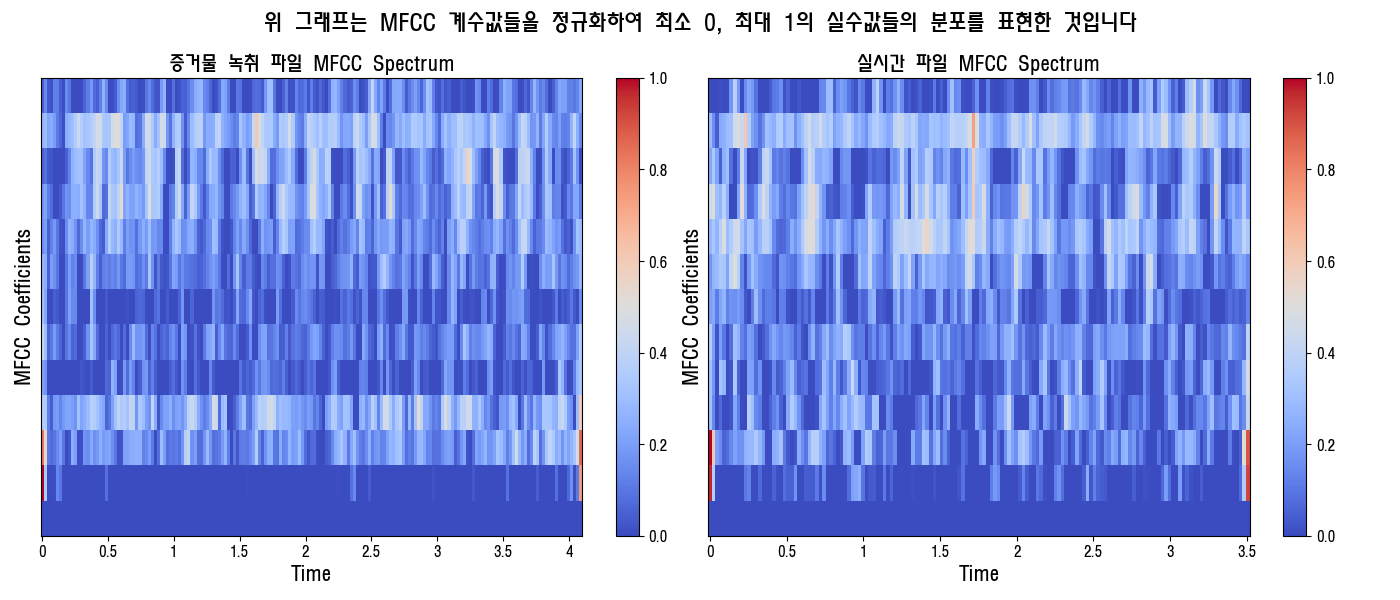 위 그래프는 MFCC 계수값들을 정규화하여 최소 0, 최대 1의 실수값들의 분포를 표현한 것입니다
증거물 녹취 파일 MFCC Spectrum
MFCC Coefficients
1.0
0.8
0.6
0.4
0.2
0.0
0 0.5 1 1.5 2 2.5 3 3.5 4
Time
실시간 파일 MFCC Spectrum
MFCC Coefficients
1.0
0.8
0.6
0.4
0.2
0.0
0 0.5 1 1.5 2 2.5 3 3.5
Time